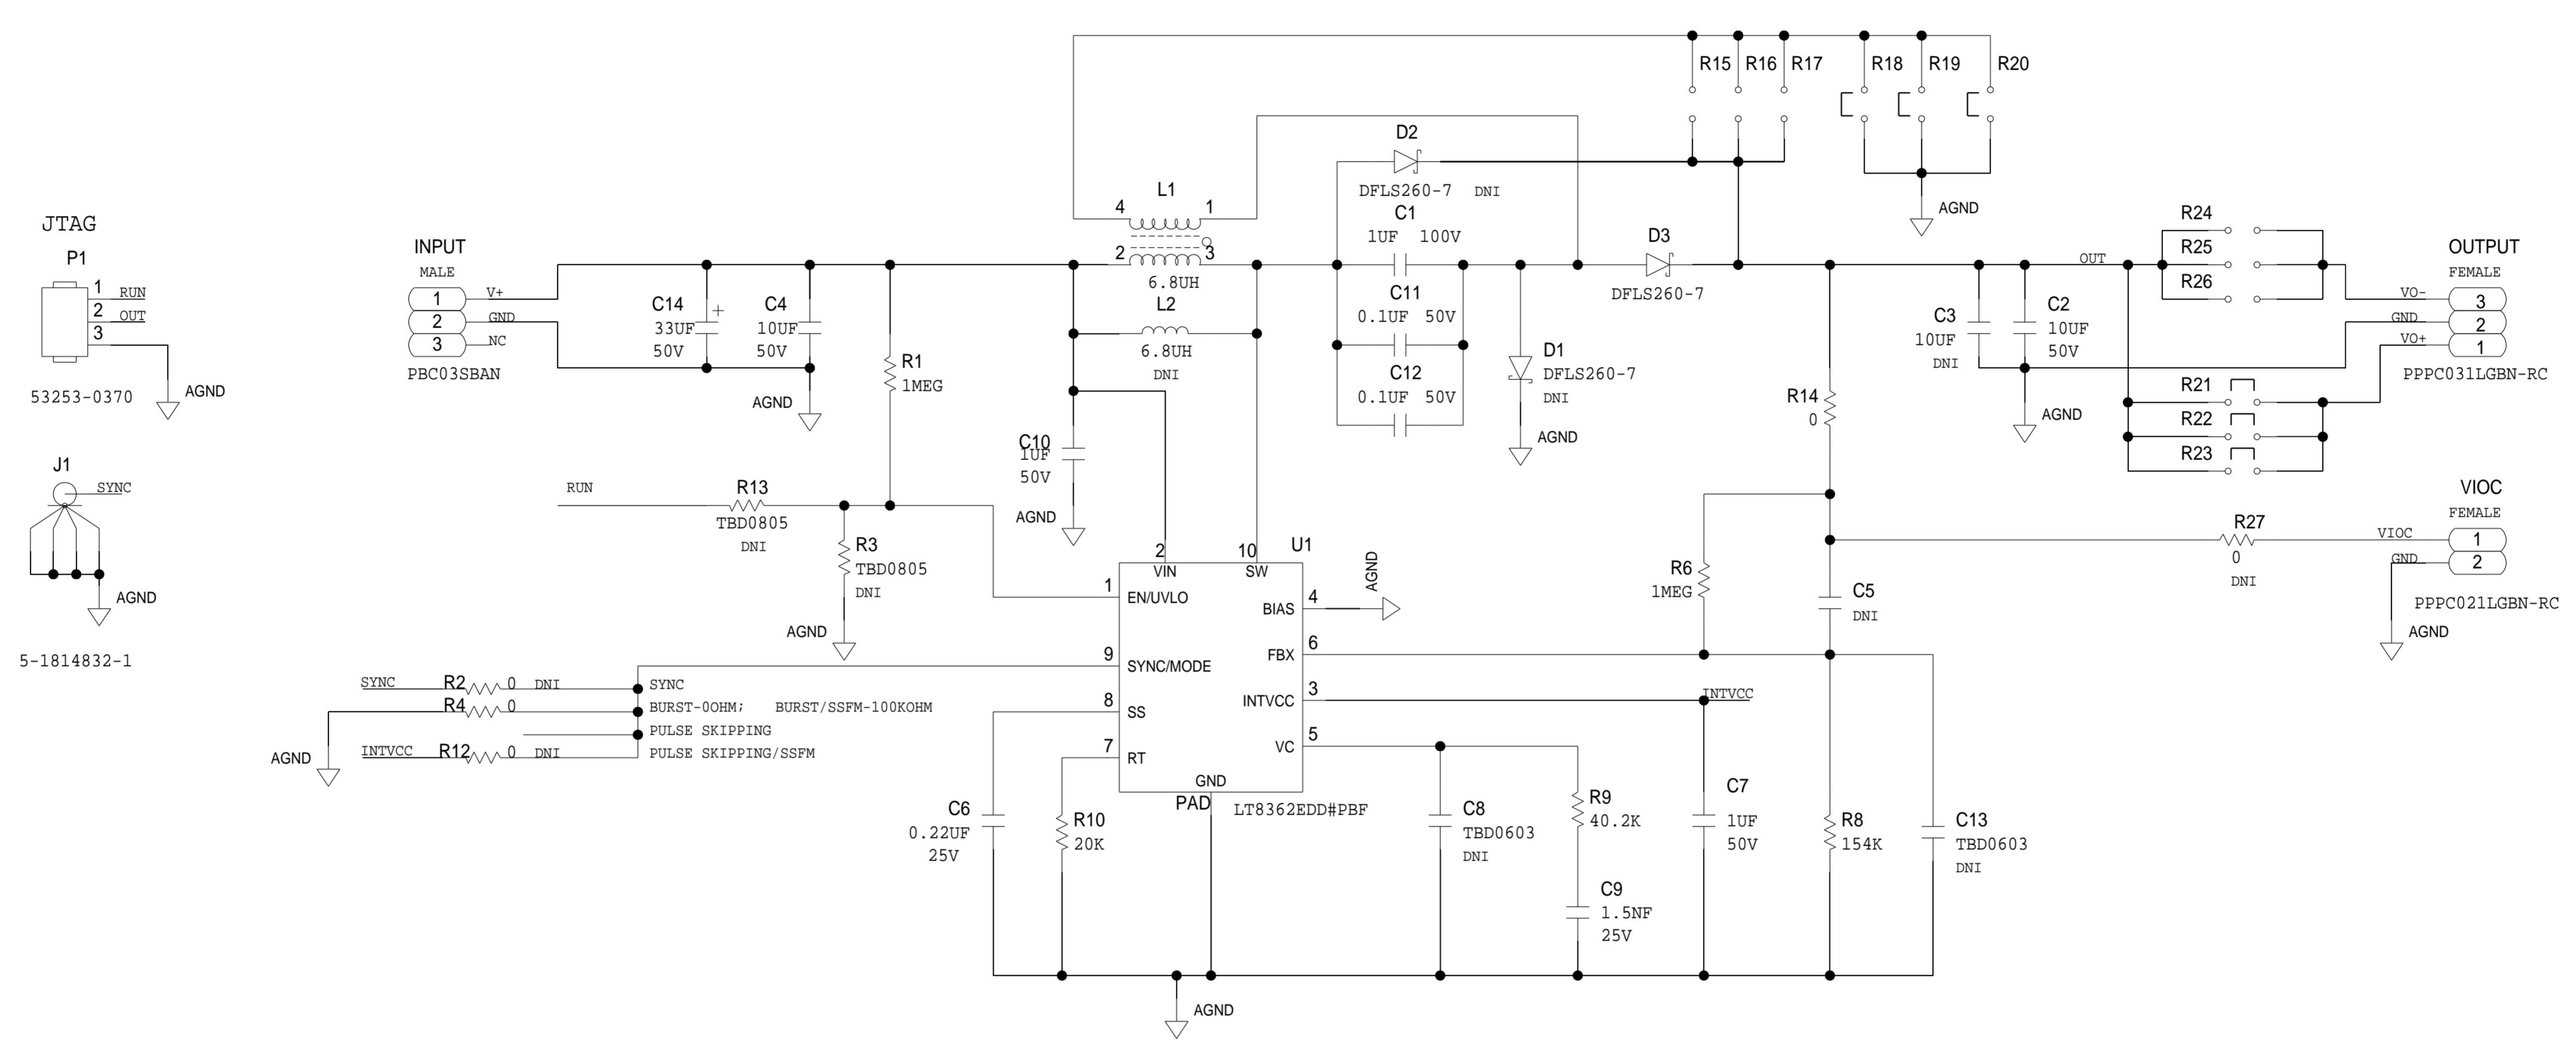 JTAG
P1
1 RUN
2 OUT
3
AGND
53253-0370
J1
SYNC
AGND
5-1814832-1
INPUT
MALE
1 V+
2 GND
3 NC
PBC03SBAN
C14
33UF
50V
+
C4
10UF
50V
AGND
R1
1MEG
RUN
R13
TBD0805
DNI
R3
TBD0805
DNI
AGND
SYNC R2 0 DNI SYNC
R4 0 BURST-0OHM; BURST/SSFM-100KOHM
PULSE SKIPPING
INTVCC R12 0 DNI PULSE SKIPPING/SSFM
AGND
L1
4 1
2 3
6.8UH
L2
6.8UH
DNI
C10
1UF
50V
AGND
D2
DFLS260-7 DNI
C1
1UF 100V
C11
0.1UF 50V
C12
0.1UF 50V
D1
DFLS260-7
DNI
AGND
D3
DFLS260-7
R15 R16 R17 R18 R19 R20
AGND
U1
2 10
VIN SW
1 EN/UVLO
9 SYNC/MODE
8 SS
7 RT
BIAS 4
FBX 6
INTVCC 3
VC 5
GND
PAD
LT8362EDD#PBF
AGND
INTVCC
C6
0.22UF
25V
R10
20K
AGND
C8
TBD0603
DNI
R9
40.2K
C9
1.5NF
25V
C7
1UF
50V
R8
154K
C13
TBD0603
DNI
R14
0
R6
1MEG
C5
DNI
C3
10UF
DNI
C2
10UF
50V
AGND
OUT
R24
R25
R26
R21
R22
R23
OUTPUT
FEMALE
VO- 3
GND 2
VO+ 1
PPPC031LGBN-RC
VIOC
FEMALE
R27
0
DNI
VIOC 1
GND 2
PPPC021LGBN-RC
AGND